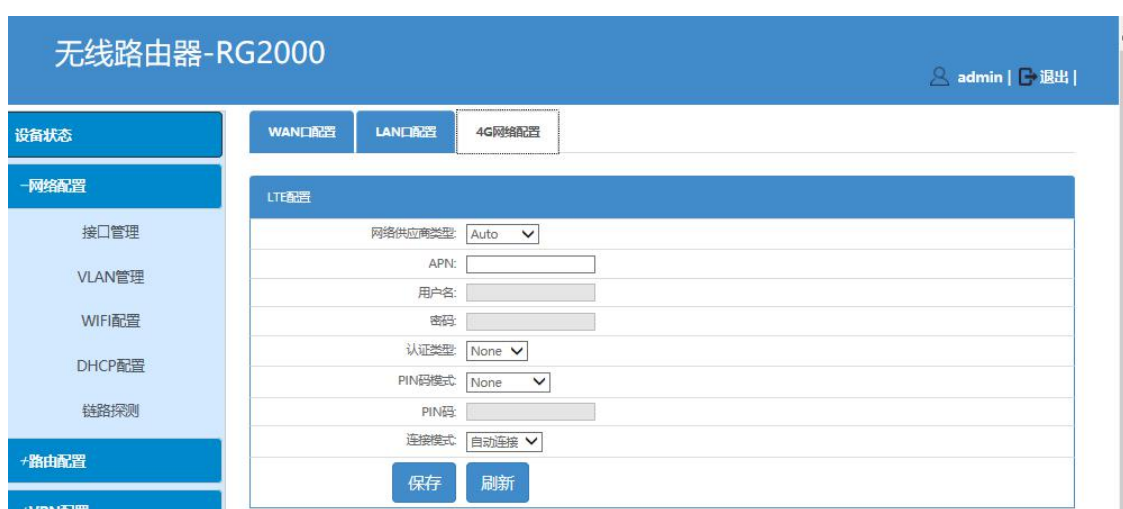 无线路由器-RG2000
admin | 退出 |
设备状态
WAN口配置 LAN口配置 4G网络配置
-网络配置
LTE配置
接口管理
网络供应商类型: Auto
APN:
VLAN管理
用户名:
WIFI配置
密码:
认证类型: None
DHCP配置
PIN码模式: None
链路探测
PIN码:
连接模式: 自动连接
+路由配置
保存 刷新
+VPN配置